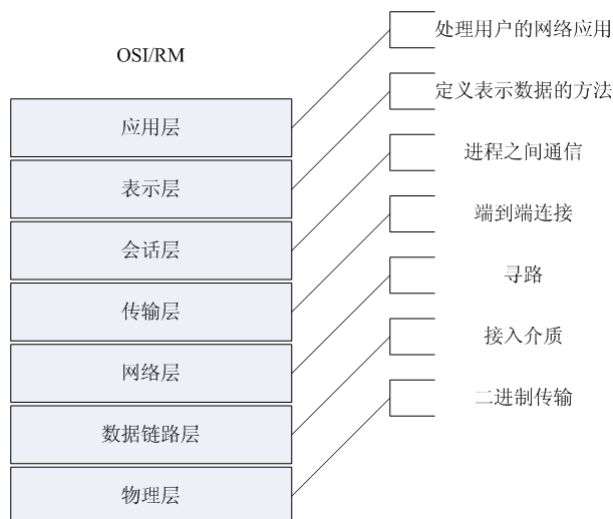 OSI/RM
应用层
表示层
会话层
传输层
网络层
数据链路层
物理层
处理用户的网络应用
定义表示数据的方法
进程之间通信
端到端连接
寻路
接入介质
二进制传输